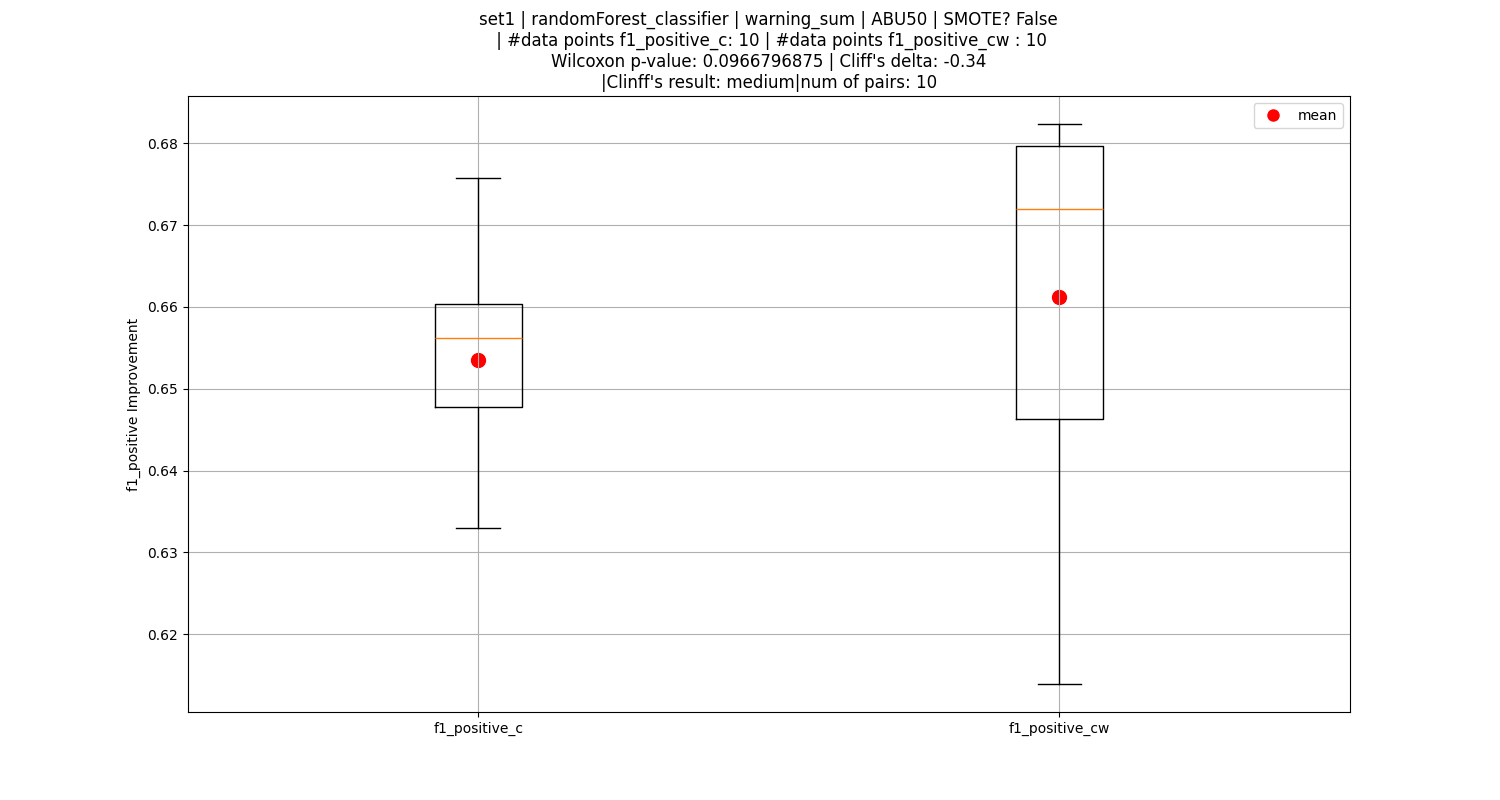 set1 | randomForest_classifier | warning_sum | ABU50 | SMOTE? False
| #data points f1_positive_c: 10 | #data points f1_positive_cw : 10
Wilcoxon p-value: 0.0966796875 | Cliff's delta: -0.34
|Clinff's result: medium|num of pairs: 10
mean
f1_positive Improvement
0.68
0.67
0.66
0.65
0.64
0.63
0.62
f1_positive_c
f1_positive_cw